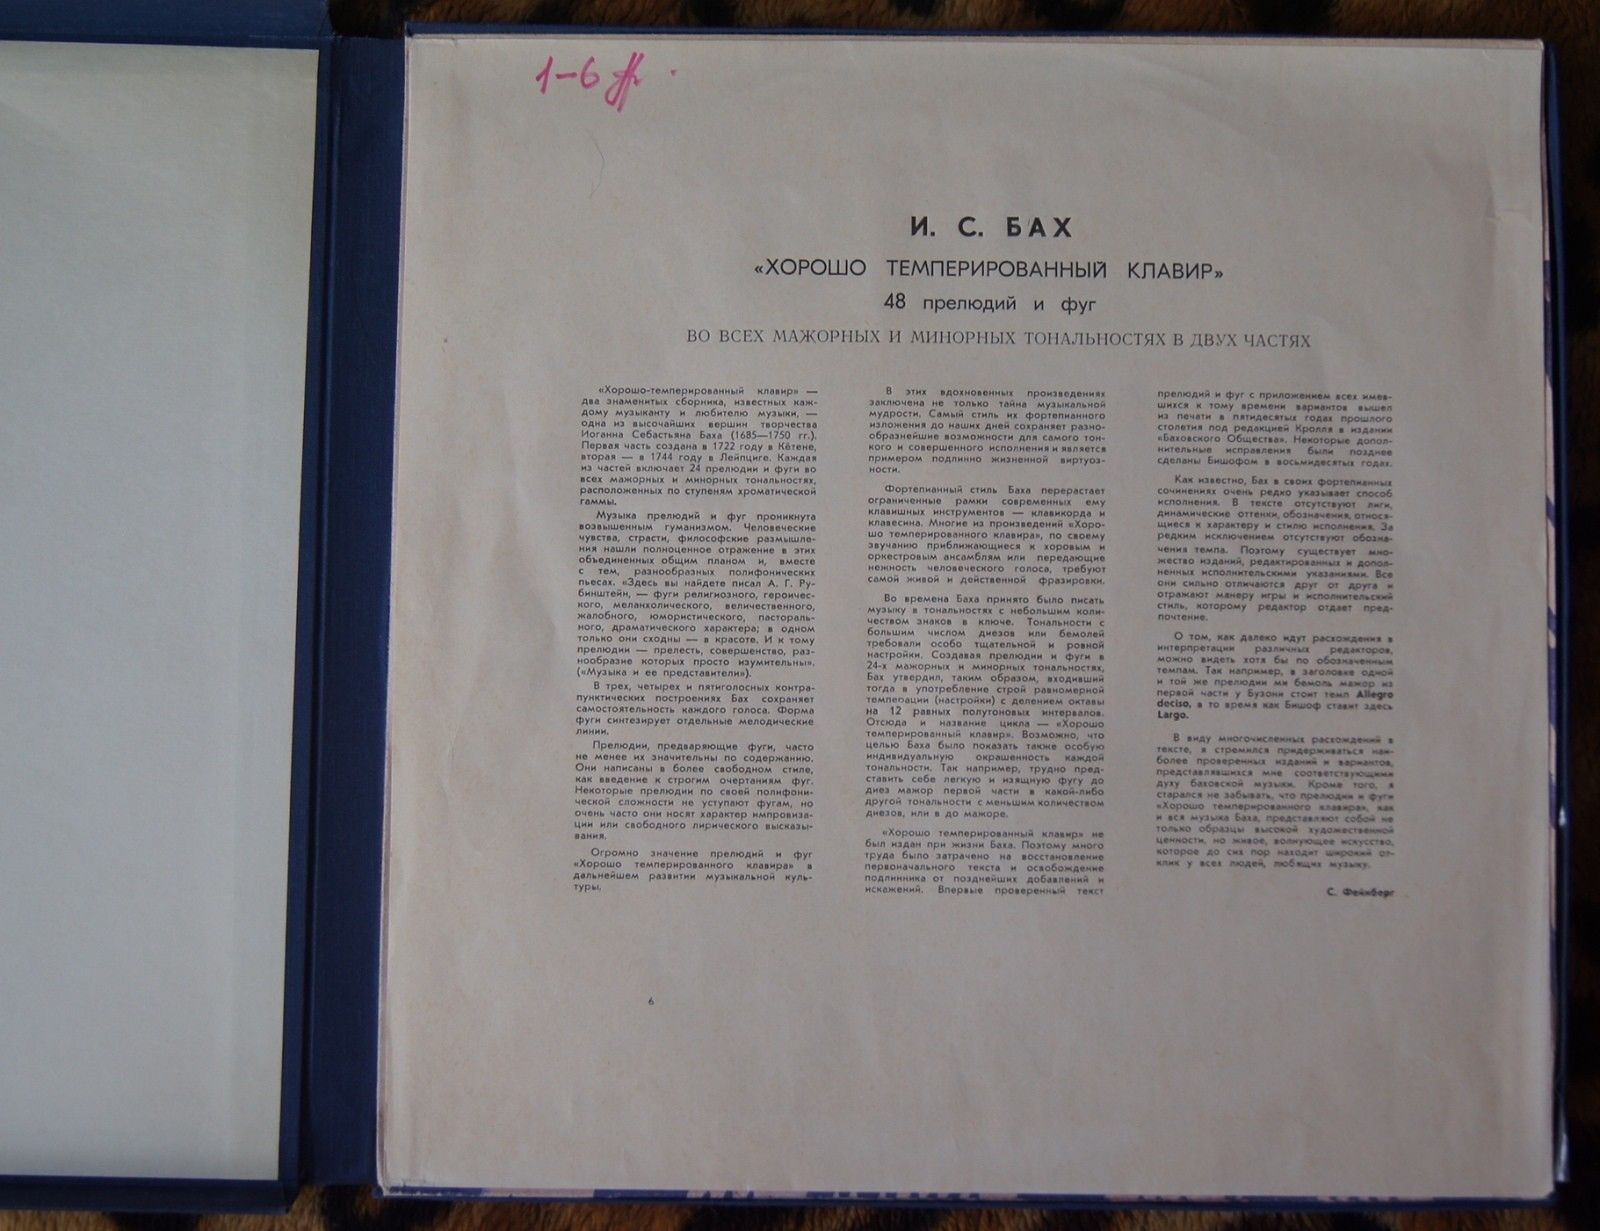 1-6
И. С. БАХ
«ХОРОШО ТЕМПЕРИРОВАННЫЙ КЛАВИР»
48 прелюдий и фуг
ВО ВСЕХ МАЖОРНЫХ И МИНОРНЫХ ТОНАЛЬНОСТЯХ В ДВУХ ЧАСТЯХ
«Хорошо-темперированный клавир» —
два знаменитых сборника, известных каж-
дому музыканту и любителю музыки, —
одна из высочайших вершин творчества
Иоганна Себастьяна Баха (1685—1750 гг.).
Первая часть создана в 1722 году в Кётене,
вторая — в 1744 году в Лейпциге. Каждая
из частей включает 24 прелюдии и фуги во
всех мажорных и минорных тональностях,
расположенных по ступеням хроматической
гаммы.
Музыка прелюдий и фуг проникнута
возвышенным гуманизмом. Человеческие
чувства, страсти, философские размышле-
ния нашли полноценное отражение в этих
объединенных общим планом и, вместе
с тем, разнообразных полифонических
пьесах. «Здесь вы найдете писал А. Г. Ру-
бинштейн, — фуги религиозного, героичес-
кого, меланхолического, величественного,
жалобного, юмористического, пастораль-
ного, драматического характера; в одном
только они сходны — в красоте. И к тому
прелюдии — прелесть, совершенство, раз-
нообразие которых просто изумительны».
(«Музыка и ее представители»).
В трех, четырех и пятиголосных контра-
пунктических построениях Бах сохраняет
самостоятельность каждого голоса. Форма
фуги синтезирует отдельные мелодические
линии.
Прелюдии, предваряющие фуги, часто
не менее их значительны по содержанию.
Они написаны в более свободном стиле,
как введение к строгим очертаниям фуг.
Некоторые прелюдии по своей полифони-
ческой сложности не уступают фугам, но
очень часто они носят характер импровиза-
ции или свободного лирического высказы-
вания.
Огромно значение прелюдий и фуг
«Хорошо темперированного клавира» в
дальнейшем развитии музыкальной куль-
туры.
В этих вдохновенных произведениях
заключена не только тайна музыкальной
мудрости. Самый стиль их фортепианного
изложения до наших дней сохраняет разно-
образнейшие возможности для самого тон-
кого и совершенного исполнения и является
примером подлинно жизненной виртуоз-
ности.
Фортепианный стиль Баха перерастает
ограниченные рамки современных ему
клавишных инструментов — клавикорда и
клавесина. Многие из произведений «Хоро-
шо темперированного клавира», по своему
звучанию приближающиеся к хоровым и
оркестровым ансамблям или передающие
нежность человеческого голоса, требуют
самой живой и действенной фразировки.
Во времена Баха принято было писать
музыку в тональностях с небольшим коли-
чеством знаков в ключе. Тональности с
большим числом диезов или бемолей
требовали особо тщательной и ровной
настройки. Создавая прелюдии и фуги в
24-х мажорных и минорных тональностях,
Бах утвердил, таким образом, входивший
тогда в употребление строй равномерной
темперации (настройки) с делением октавы
на 12 равных полутоновых интервалов.
Отсюда и название цикла — «Хорошо
темперированный клавир». Возможно, что
целью Баха было показать также особую
индивидуальную окрашенность каждой
тональности. Так например, трудно пред-
ставить себе легкую и изящную фугу до
диез мажор первой части в какой-либо
другой тональности с меньшим количеством
диезов, или в до мажоре.
«Хорошо темперированный клавир» не
был издан при жизни Баха. Поэтому много
труда было затрачено на восстановление
первоначального текста и освобождение
подлинника от позднейших добавлений и
искажений. Впервые проверенный текст
прелюдий и фуг с приложением всех имев-
шихся к тому времени вариантов вышел
из печати в пятидесятых годах прошлого
столетия под редакцией Кролля в издании
«Баховского Общества». Некоторые допол-
нительные исправления были позднее
сделаны Бишофом в восьмидесятых годах.
Как известно, Бах в своих фортепианных
сочинениях очень редко указывает способ
исполнения. В тексте отсутствуют лиги,
динамические оттенки, обозначения, относя-
щиеся к характеру и стилю исполнения. За
редким исключением отсутствуют обозна-
чения темпа. Поэтому существует мно-
жество изданий, редактированных и допол-
ненных исполнительскими указаниями. Все
они сильно отличаются друг от друга и
отражают манеру игры и исполнительский
стиль, которому редактор отдает пред-
почтение.
О том, как далеко идут расхождения в
интерпретации различных редакторов,
можно видеть хотя бы по обозначенным
темпам. Так например, в заголовке одной
и той же прелюдии ми бемоль мажор из
первой части у Бузони стоит темп Allegro
deciso, в то время как Бишоф ставит здесь
Largo.
В виду многочисленных расхождений в
тексте, я стремился придерживаться наи-
более проверенных изданий и вариантов,
представлявшихся мне соответствующими
духу баховской музыки. Кроме того, я
старался не забывать, что прелюдии и фуги
«Хорошо темперированного клавира», как
и вся музыка Баха, представляют собой не
только образцы высокой художественной
ценности, но живое, волнующее искусство,
которое до сих пор находит широкий от-
клик у всех людей, любящих музыку.
С. Фейнберг
6